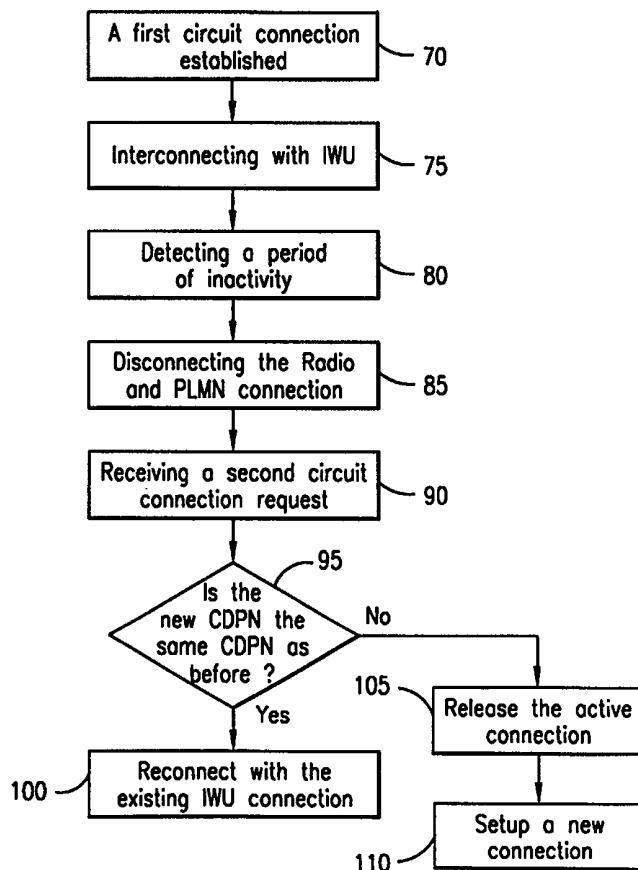 A first circuit connection
established
70
Interconnecting with IWU
75
Detecting a period
of inactivity
80
Disconnecting the Radio
and PLMN connection
85
Receiving a second circuit
connection request
90
95
Is the
new CDPN the
same CDPN as
before ?
No
Yes
105
Release the active
connection
100
Reconnect with the
existing IWU connection
Setup a new
connection
110